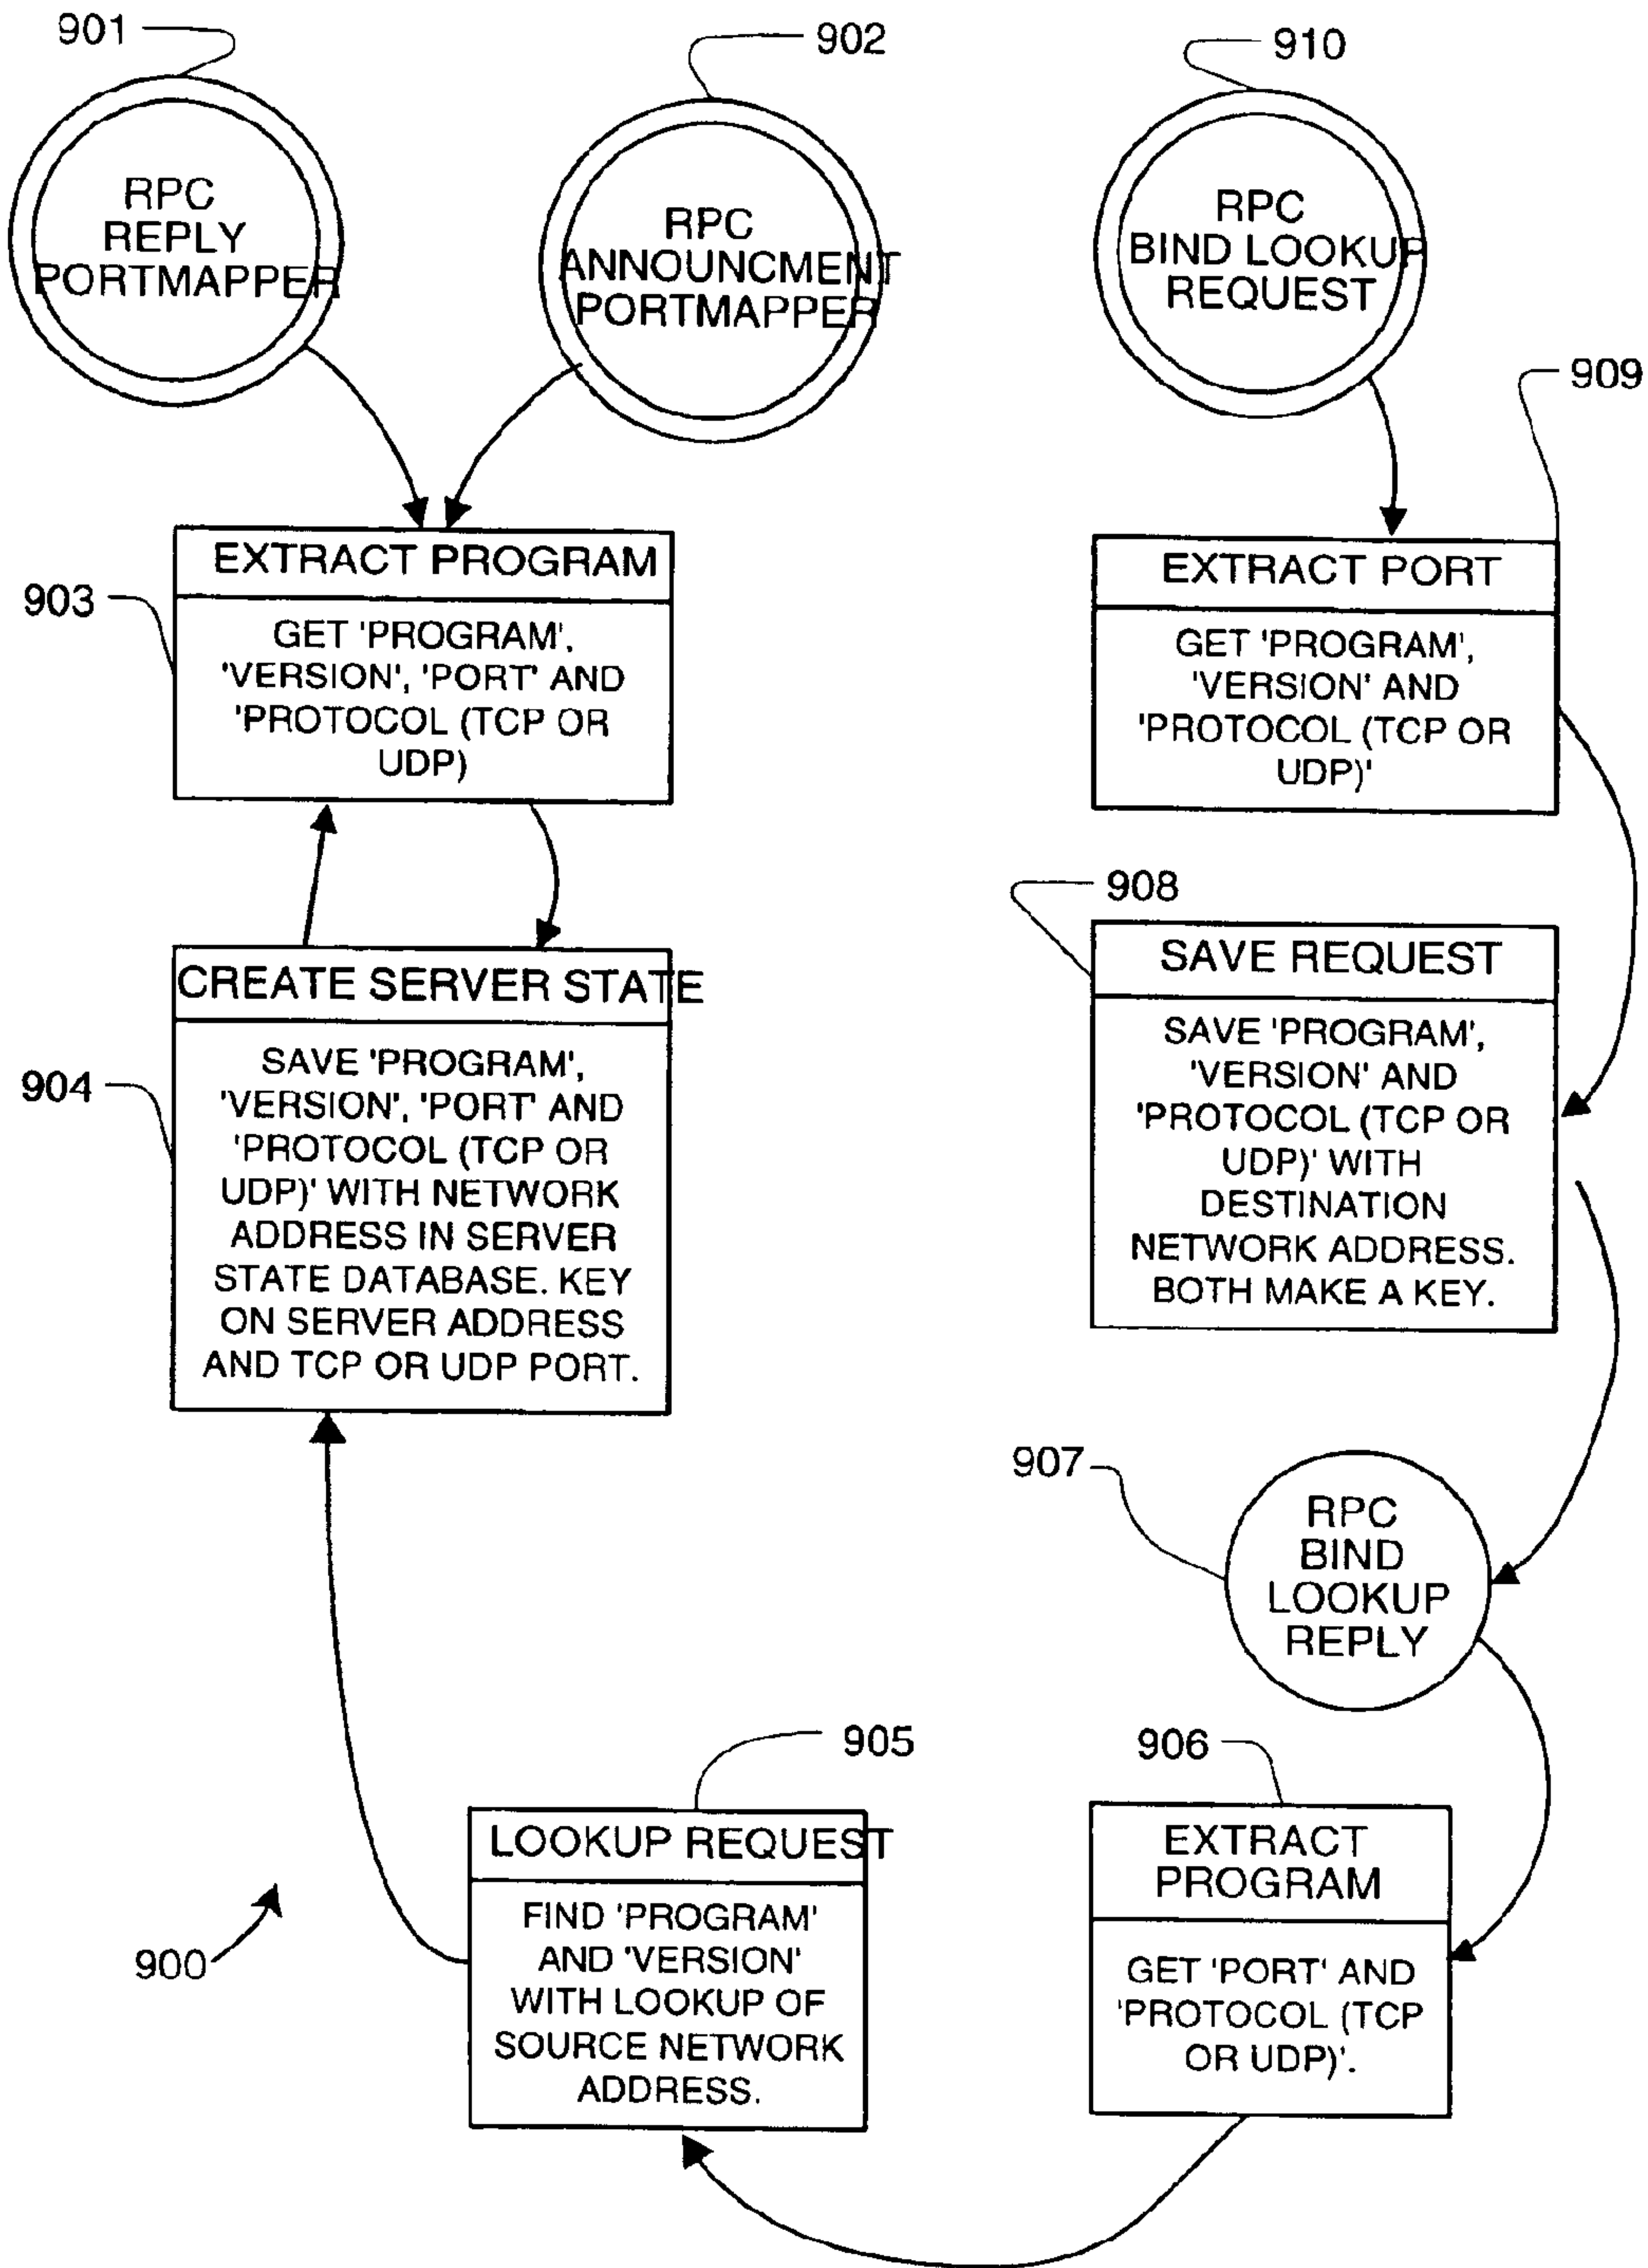 901
902
910
RPC
REPLY
PORTMAPPER
RPC
ANNOUNCMENT
PORTMAPPER
RPC
BIND LOOKUP
REQUEST
909
EXTRACT PROGRAM
903
GET 'PROGRAM',
'VERSION', 'PORT' AND
'PROTOCOL (TCP OR
UDP)
EXTRACT PORT
GET 'PROGRAM',
'VERSION' AND
'PROTOCOL (TCP OR
UDP)'
908
CREATE SERVER STATE
904
SAVE 'PROGRAM',
'VERSION', 'PORT' AND
'PROTOCOL (TCP OR
UDP)' WITH NETWORK
ADDRESS IN SERVER
STATE DATABASE. KEY
ON SERVER ADDRESS
AND TCP OR UDP PORT.
SAVE REQUEST
SAVE 'PROGRAM',
'VERSION' AND
'PROTOCOL (TCP OR
UDP)' WITH
DESTINATION
NETWORK ADDRESS.
BOTH MAKE A KEY.
907
RPC
BIND
LOOKUP
REPLY
905
906
LOOKUP REQUEST
FIND 'PROGRAM'
AND 'VERSION'
WITH LOOKUP OF
SOURCE NETWORK
ADDRESS.
EXTRACT
PROGRAM
GET 'PORT' AND
'PROTOCOL (TCP
OR UDP)'.
900